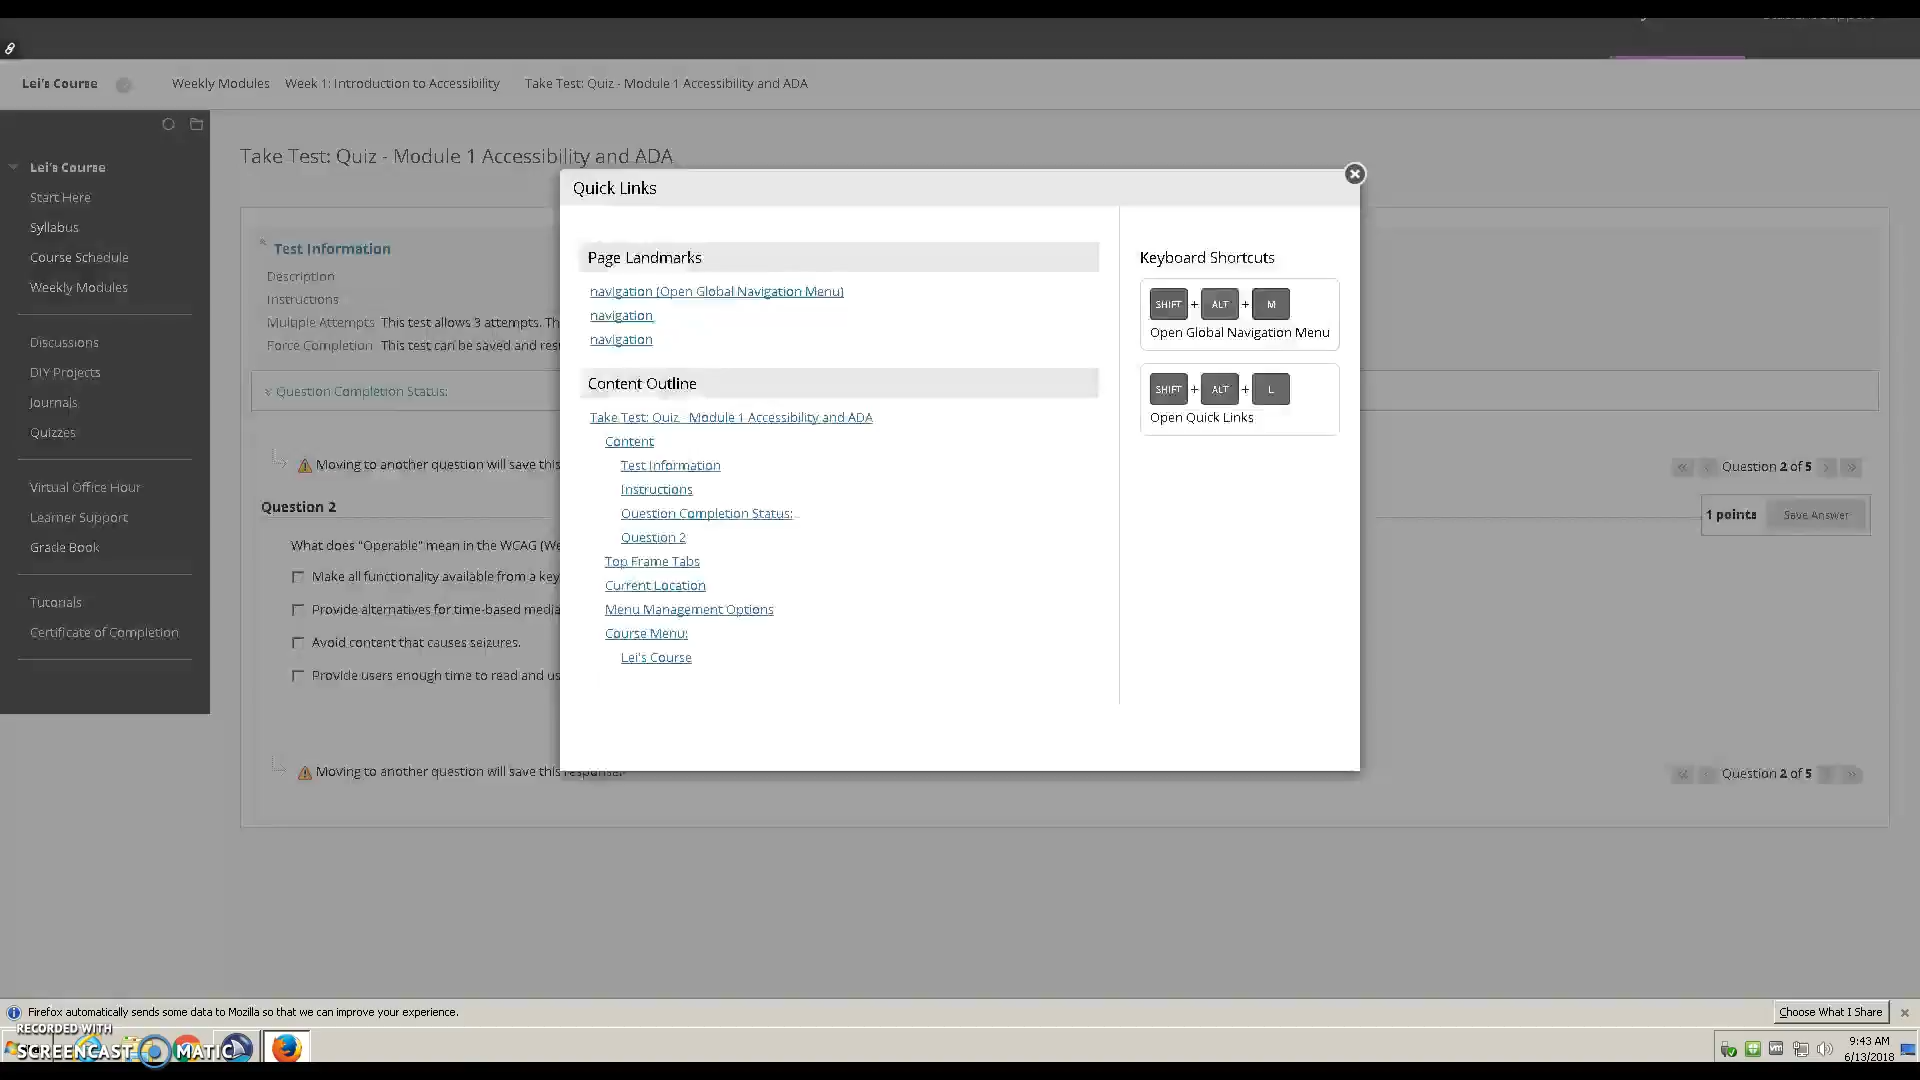 Lei's Course
Weekly Modules
Week 1: Introduction to Accessibility
Take Test: Quiz - Module 1 Accessibility and ADA
Lei's Course
Start Here
Syllabus
Course Schedule
Weekly Modules
Discussions
DIY Projects
Journals
Quizzes
Virtual Office Hour
Learner Support
Grade Book
Tutorials
Certificate of Completion
Take Test: Quiz - Module 1 Accessibility and ADA
Test Information
Description
Instructions
Multiple Attempts This test allows 3 attempts.
Force Completion This test can be saved and
Question Completion Status:
Moving to another question will save this
Question 2 of 5
Question 2
1 points
Save Answer
What does "Operable" mean in the WCAG
Make all functionality available from a
Provide alternatives for time-based media
Avoid content that causes seizures.
Provide users enough time to read and
Moving to another question will save this response.
Question 2 of 5
Quick Links
Page Landmarks
navigation (Open Global Navigation Menu)
navigation
navigation
Content Outline
Take Test: Quiz - Module 1 Accessibility and ADA
Content
Test Information
Instructions
Question Completion Status:
Question 2
Top Frame Tabs
Current Location
Menu Management Options
Course Menu:
Lei's Course
Keyboard Shortcuts
SHIFT + ALT + M
Open Global Navigation Menu
SHIFT + ALT + L
Open Quick Links
Firefox automatically sends some data to Mozilla so that we can improve your experience.
Choose What I Share
RECORDED WITH
SCREENCAST MATIC
9:43 AM
6/13/2018